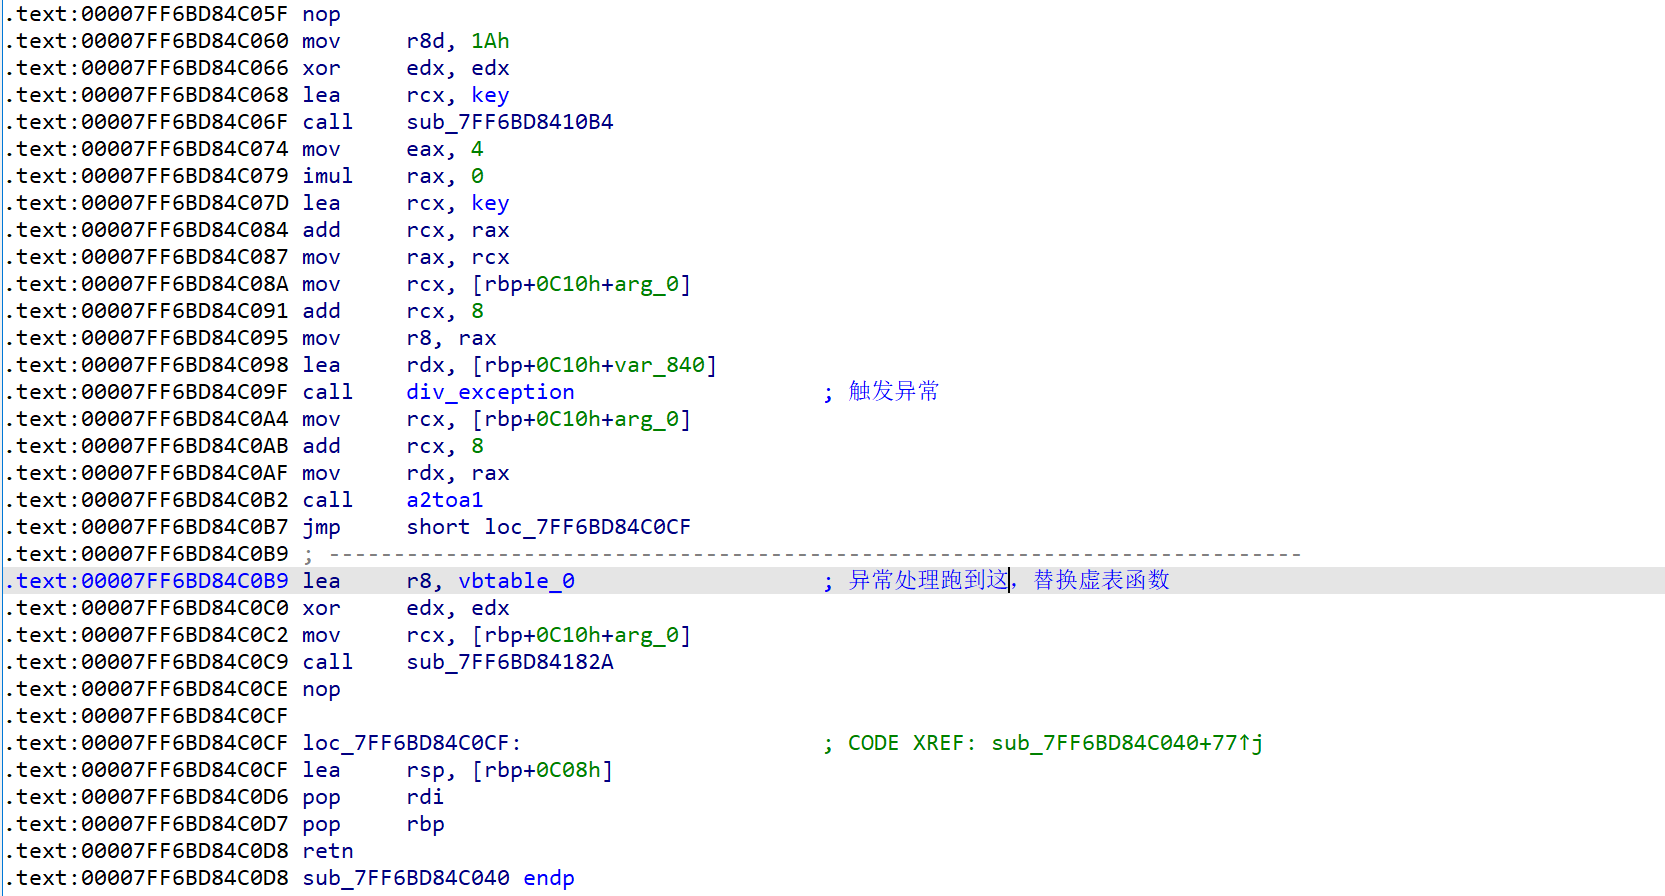 .text:00007FF6BD84C05F nop
.text:00007FF6BD84C060 mov     r8d, 1Ah
.text:00007FF6BD84C066 xor     edx, edx
.text:00007FF6BD84C068 lea     rcx, key
.text:00007FF6BD84C06F call    sub_7FF6BD8410B4
.text:00007FF6BD84C074 mov     eax, 4
.text:00007FF6BD84C079 imul    rax, 0
.text:00007FF6BD84C07D lea     rcx, key
.text:00007FF6BD84C084 add     rcx, rax
.text:00007FF6BD84C087 mov     rax, rcx
.text:00007FF6BD84C08A mov     rcx, [rbp+0C10h+arg_0]
.text:00007FF6BD84C091 add     rcx, 8
.text:00007FF6BD84C095 mov     r8, rax
.text:00007FF6BD84C098 lea     rdx, [rbp+0C10h+var_840]
.text:00007FF6BD84C09F call    div_exception                   ; 触发异常
.text:00007FF6BD84C0A4 mov     rcx, [rbp+0C10h+arg_0]
.text:00007FF6BD84C0AB add     rcx, 8
.text:00007FF6BD84C0AF mov     rdx, rax
.text:00007FF6BD84C0B2 call    a2toa1
.text:00007FF6BD84C0B7 jmp     short loc_7FF6BD84C0CF
.text:00007FF6BD84C0B9 ; ---------------------------------------------------------------------------
.text:00007FF6BD84C0B9 lea     r8, vbtable_0                   ; 异常处理跑到这，替换虚表函数
.text:00007FF6BD84C0C0 xor     edx, edx
.text:00007FF6BD84C0C2 mov     rcx, [rbp+0C10h+arg_0]
.text:00007FF6BD84C0C9 call    sub_7FF6BD84182A
.text:00007FF6BD84C0CE nop
.text:00007FF6BD84C0CF
.text:00007FF6BD84C0CF loc_7FF6BD84C0CF:                       ; CODE XREF: sub_7FF6BD84C040+77↑j
.text:00007FF6BD84C0CF lea     rsp, [rbp+0C08h]
.text:00007FF6BD84C0D6 pop     rdi
.text:00007FF6BD84C0D7 pop     rbp
.text:00007FF6BD84C0D8 retn
.text:00007FF6BD84C0D8 sub_7FF6BD84C040 endp